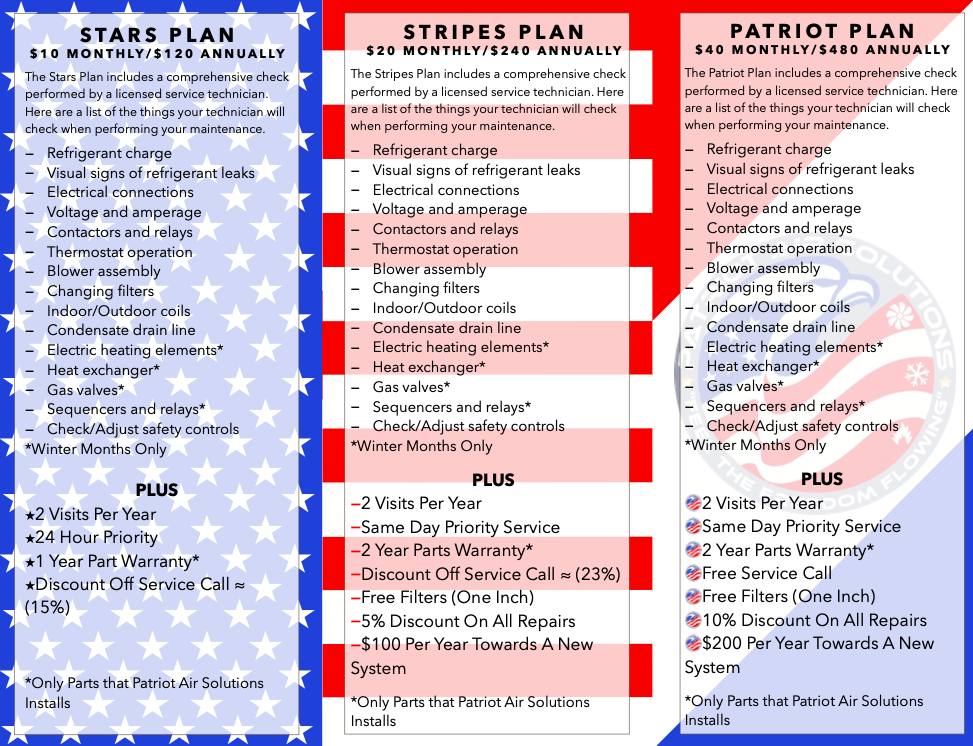 STARS PLAN
$10 MONTHLY/$120 ANNUALLY
The Stars Plan includes a comprehensive check
performed by a licensed service technician.
Here are a list of the things your technician will
check when performing your maintenance.
– Refrigerant charge
– Visual signs of refrigerant leaks
– Electrical connections
– Voltage and amperage
– Contactors and relays
– Thermostat operation
– Blower assembly
– Changing filters
– Indoor/Outdoor coils
– Condensate drain line
– Electric heating elements*
– Heat exchanger*
– Gas valves*
– Sequencers and relays*
– Check/Adjust safety controls
*Winter Months Only
PLUS
★2 Visits Per Year
★24 Hour Priority
★1 Year Part Warranty*
★Discount Off Service Call ≈
(15%)
*Only Parts that Patriot Air Solutions
Installs
STRIPES PLAN
$20 MONTHLY/$240 ANNUALLY
The Stripes Plan includes a comprehensive check
performed by a licensed service technician. Here
are a list of the things your technician will check
when performing your maintenance.
– Refrigerant charge
– Visual signs of refrigerant leaks
– Electrical connections
– Voltage and amperage
– Contactors and relays
– Thermostat operation
– Blower assembly
– Changing filters
– Indoor/Outdoor coils
– Condensate drain line
– Electric heating elements*
– Heat exchanger*
– Gas valves*
– Sequencers and relays*
– Check/Adjust safety controls
*Winter Months Only
PLUS
–2 Visits Per Year
–Same Day Priority Service
–2 Year Parts Warranty*
–Discount Off Service Call ≈ (23%)
–Free Filters (One Inch)
–5% Discount On All Repairs
–$100 Per Year Towards A New
System
*Only Parts that Patriot Air Solutions
Installs
PATRIOT PLAN
$40 MONTHLY/$480 ANNUALLY
The Patriot Plan includes a comprehensive check
performed by a licensed service technician. Here
are a list of the things your technician will check
when performing your maintenance.
– Refrigerant charge
– Visual signs of refrigerant leaks
– Electrical connections
– Voltage and amperage
– Contactors and relays
– Thermostat operation
– Blower assembly
– Changing filters
– Indoor/Outdoor coils
– Condensate drain line
– Electric heating elements*
– Heat exchanger*
– Gas valves*
– Sequencers and relays*
– Check/Adjust safety controls
*Winter Months Only
PLUS
2 Visits Per Year
Same Day Priority Service
2 Year Parts Warranty*
Free Service Call
Free Filters (One Inch)
10% Discount On All Repairs
$200 Per Year Towards A New
System
*Only Parts that Patriot Air Solutions
Installs